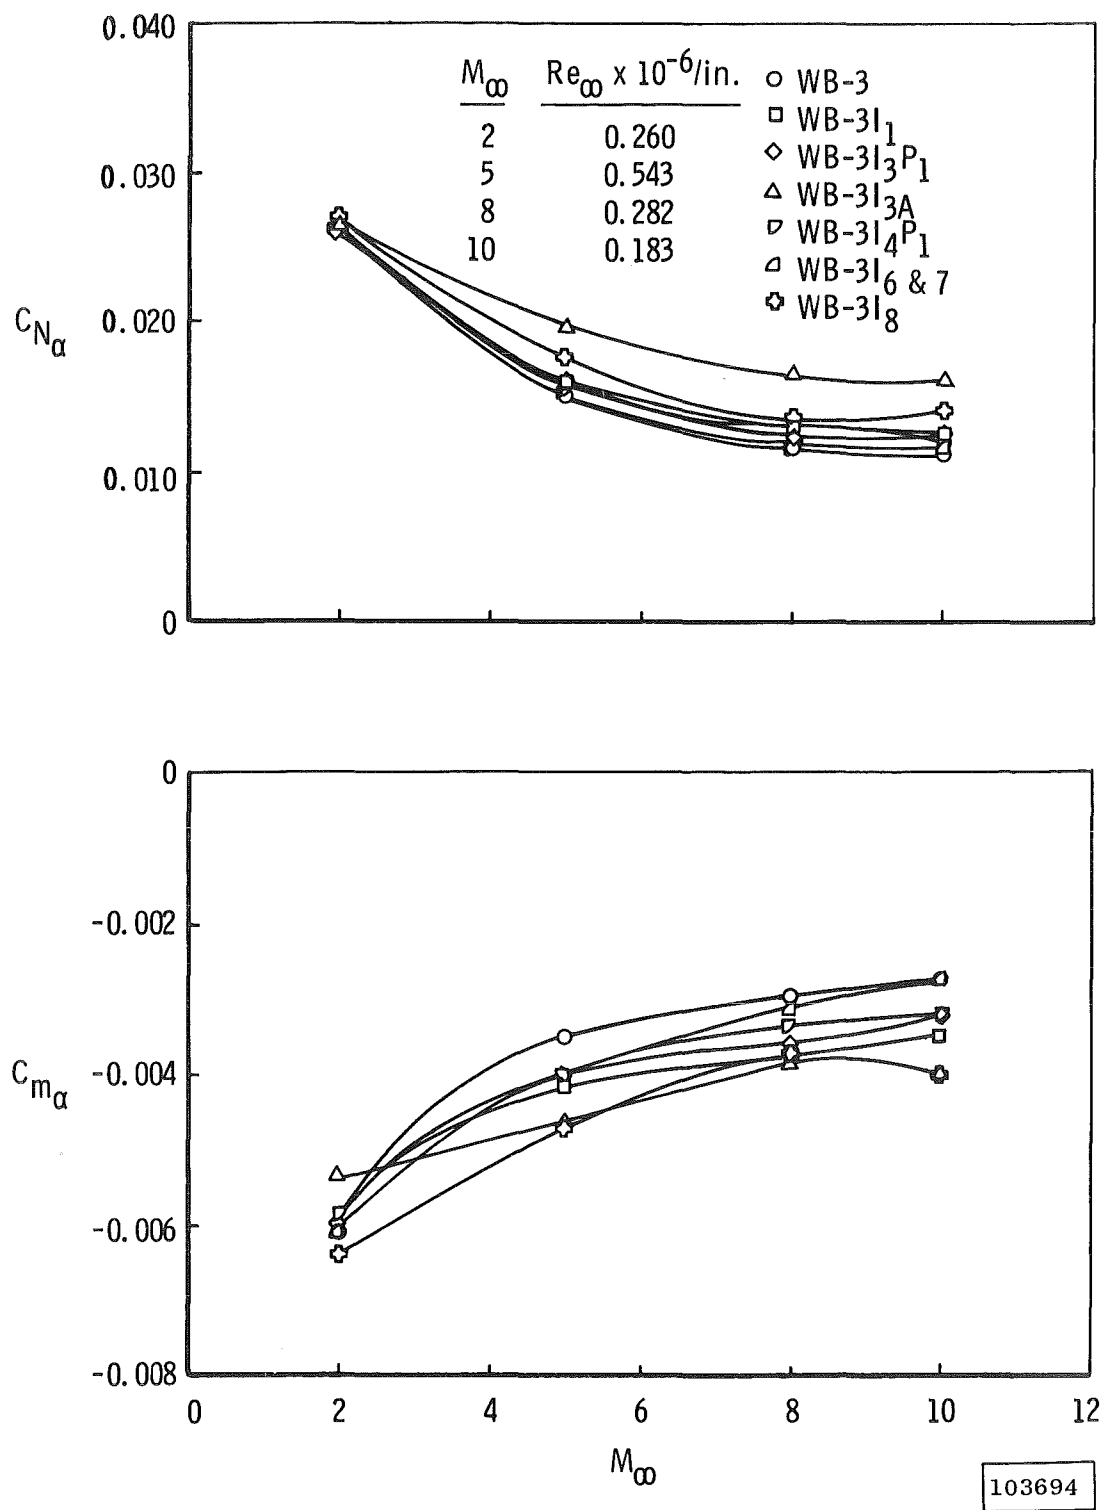 0.040
0.030
0.020
0.010
0
C_Nα
M∞ Re∞ x 10^-6/in.
2 0.260
5 0.543
8 0.282
10 0.183
WB-3
WB-3I1
WB-3I3P1
WB-3I3A
WB-3I4P1
WB-3I6 & 7
WB-3I8
0
-0.002
-0.004
-0.006
-0.008
C_mα
0 2 4 6 8 10 12
M∞
103694